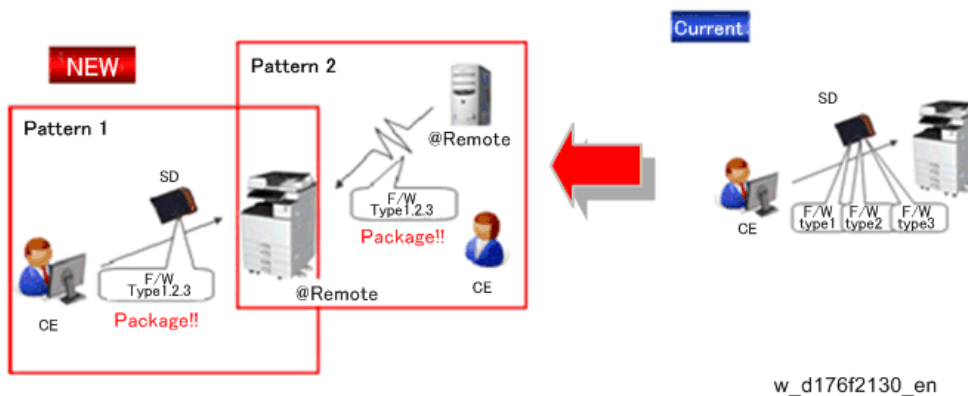 NEW
Pattern 1
SD
F/W
Type1.2.3
Package!!
CE
Pattern 2
@Remote
F/W
Type1.2.3
Package!!
CE
@Remote
Current
SD
CE
F/W
type1
F/W
type2
F/W
type3
w_d176f2130_en